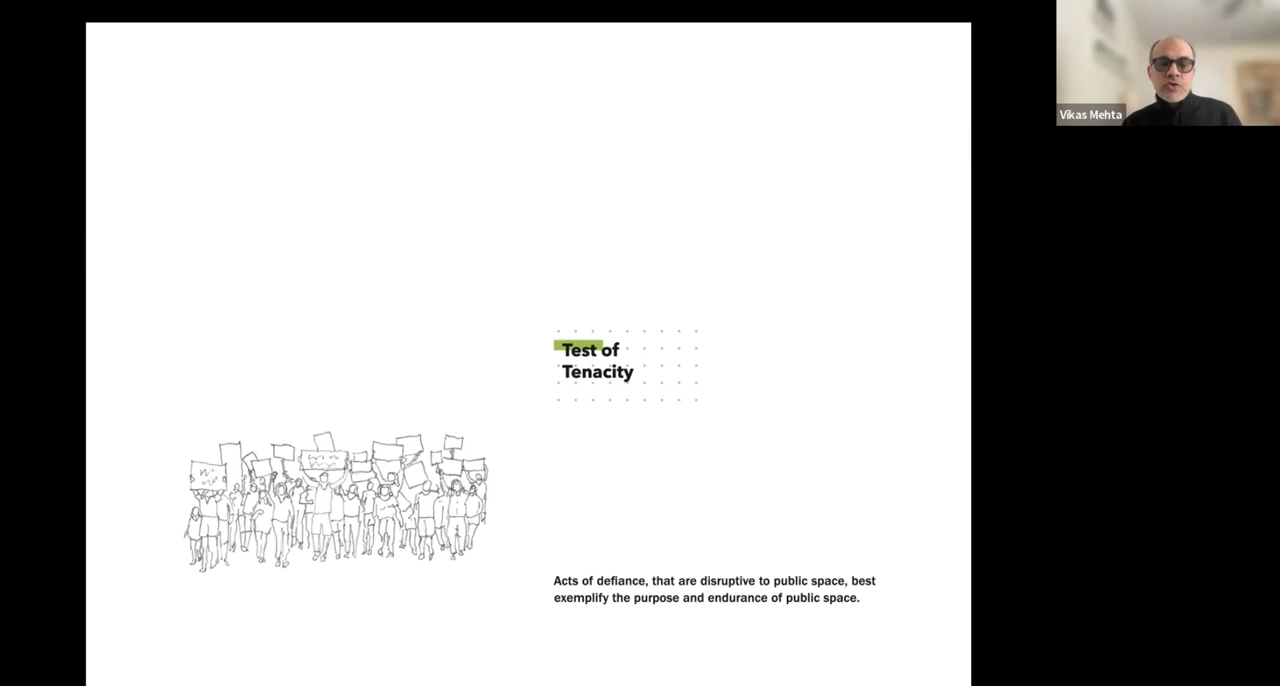 Vikas Mehta
Test of
Tenacity
Acts of defiance, that are disruptive to public space, best
exemplify the purpose and endurance of public space.